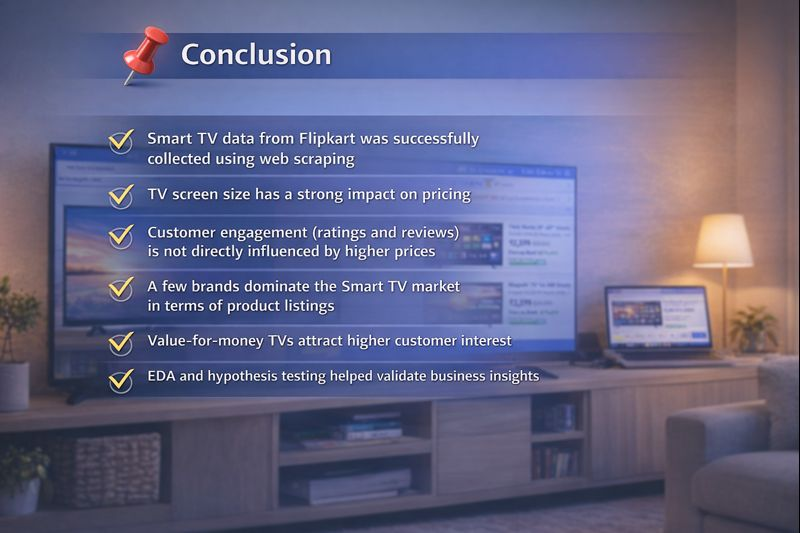 Conclusion
Smart TV data from Flipkart was successfully
collected using web scraping
TV screen size has a strong impact on pricing
Customer engagement (ratings and reviews)
is not directly influenced by higher prices
A few brands dominate the Smart TV market
in terms of product listings
Value-for-money TVs attract higher customer interest
EDA and hypothesis testing helped validate business insights